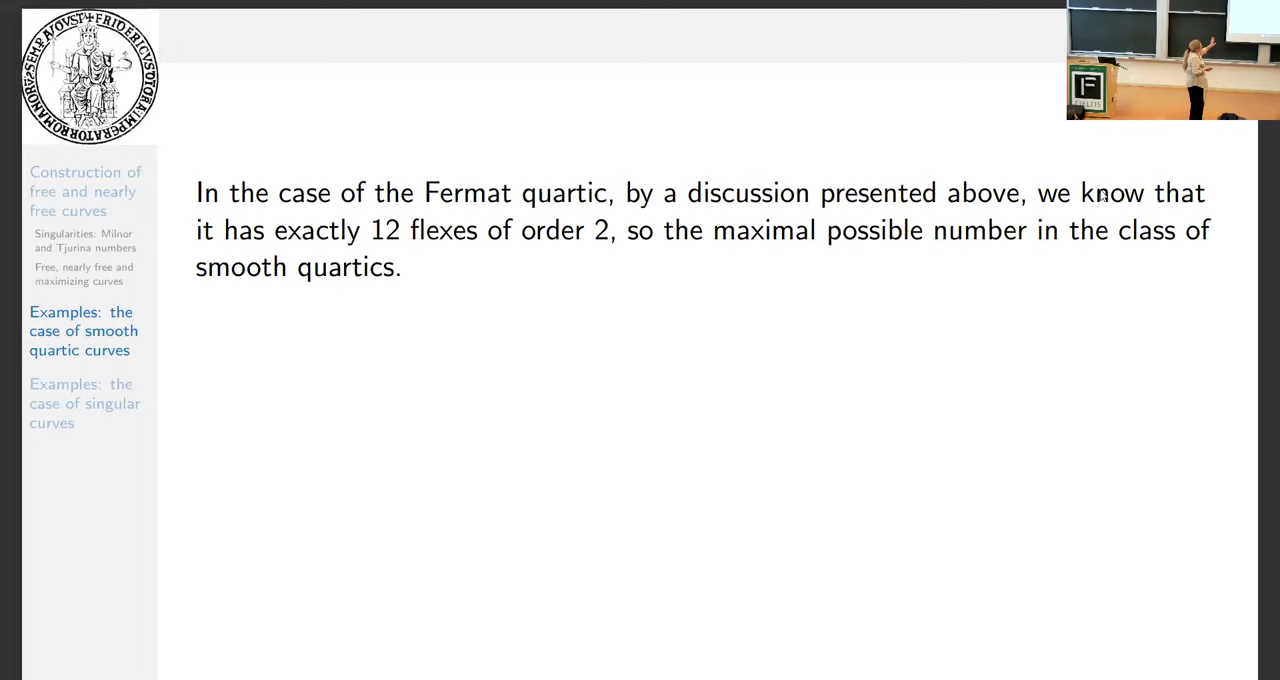 Construction of
free and nearly
free curves
Singularities: Milnor
and Tjurina numbers
Free, nearly free and
maximizing curves
Examples: the
case of smooth
quartic curves
Examples: the
case of singular
curves
In the case of the Fermat quartic, by a discussion presented above, we know that
it has exactly 12 flexes of order 2, so the maximal possible number in the class of
smooth quartics.
F
FIELDS